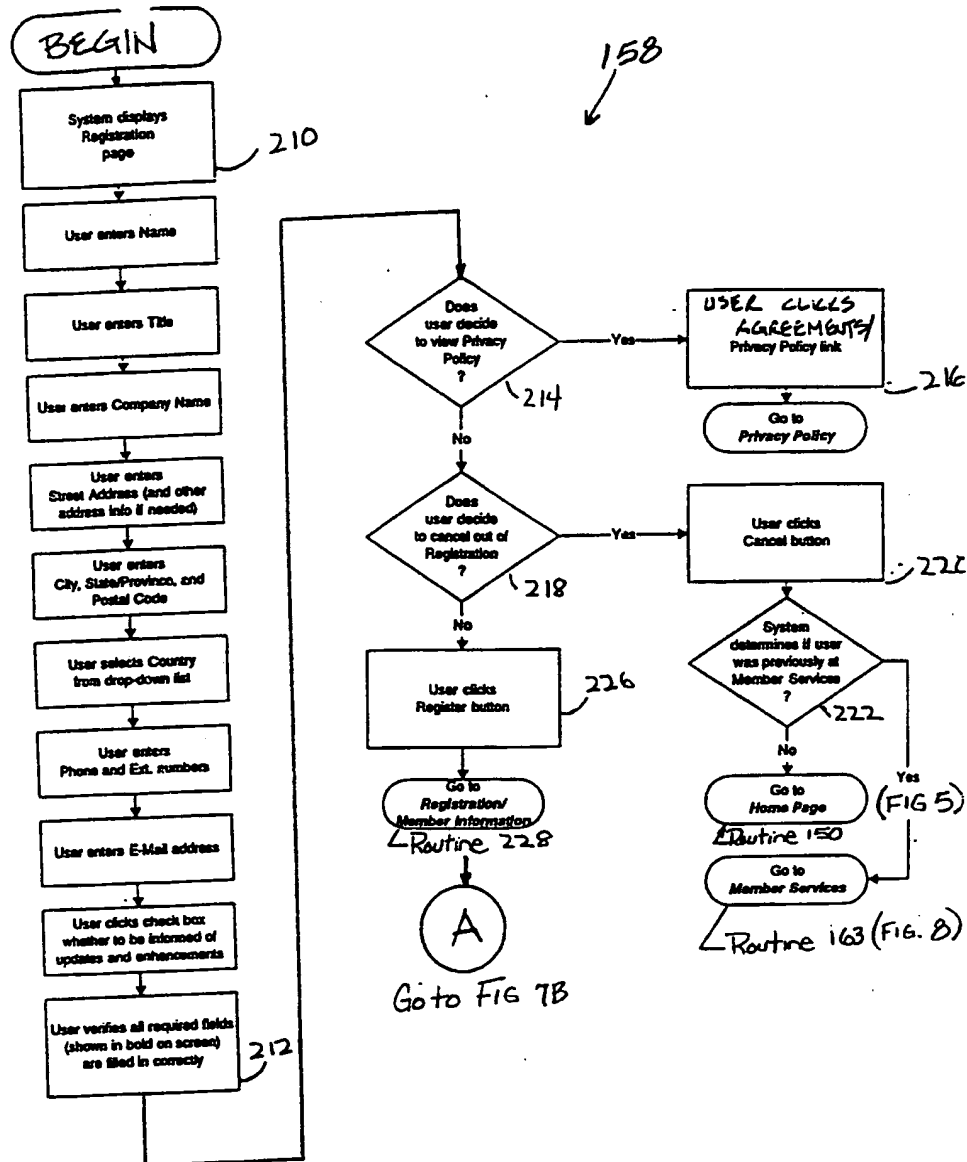 BEGIN
158
System displays
Registration
page
210
User enters Name
User enters Title
User enters Company Name
User enters
Street Address (and other
address info if needed)
User enters
City, State/Province, and
Postal Code
User selects Country
from drop-down list
User enters
Phone and Ext. numbers
User enters E-Mail address
User clicks check box
whether to be informed of
updates and enhancements
User verifies all required fields
(shown in bold on screen)
are filled in correctly
212
Does
user decide
to view Privacy
Policy
?
214
Yes
USER CLICKS
AGREEMENTS/
Privacy Policy link
216
Go to
Privacy Policy
No
Does
user decide
to cancel out of
Registration
?
218
Yes
User clicks
Cancel button
220
No
User clicks
Register button
226
Go to
Registration/
Member Information
Routine 228
A
Go to FIG 7B
System
determines if user
was previously at
Member Services
?
222
No
Yes
Go to
Home Page
(FIG 5)
Routine 150
Go to
Member Services
Routine 163 (FIG. 8)